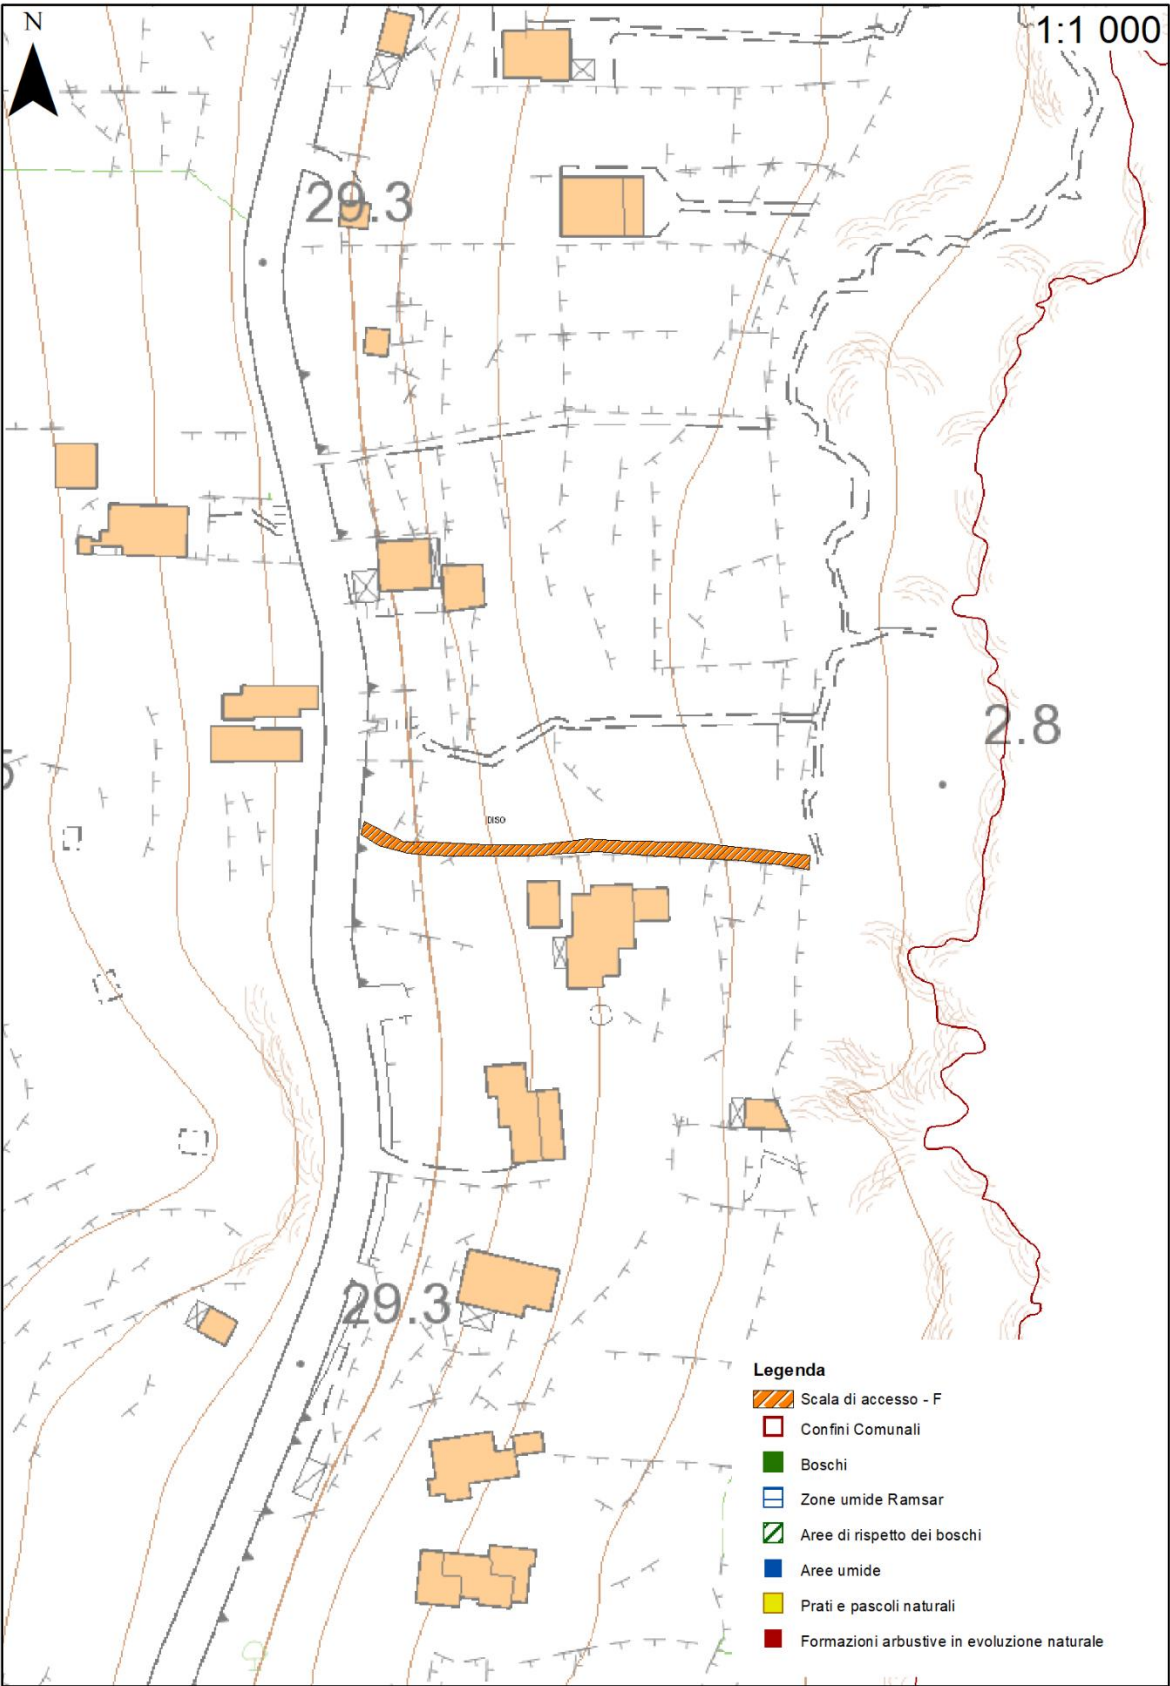 N
1:1 000
29.3
2.8
5
DISO
29.3
Legenda
Scala di accesso - F
Confini Comunali
Boschi
Zone umide Ramsar
Aree di rispetto dei boschi
Aree umide
Prati e pascoli naturali
Formazioni arbustive in evoluzione naturale